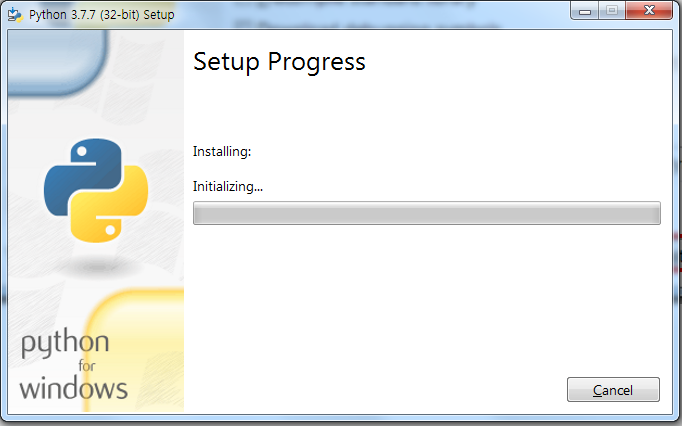 Python 3.7.7 (32-bit) Setup
Setup Progress
Installing:
Initializing...
python
for
windows
Cancel